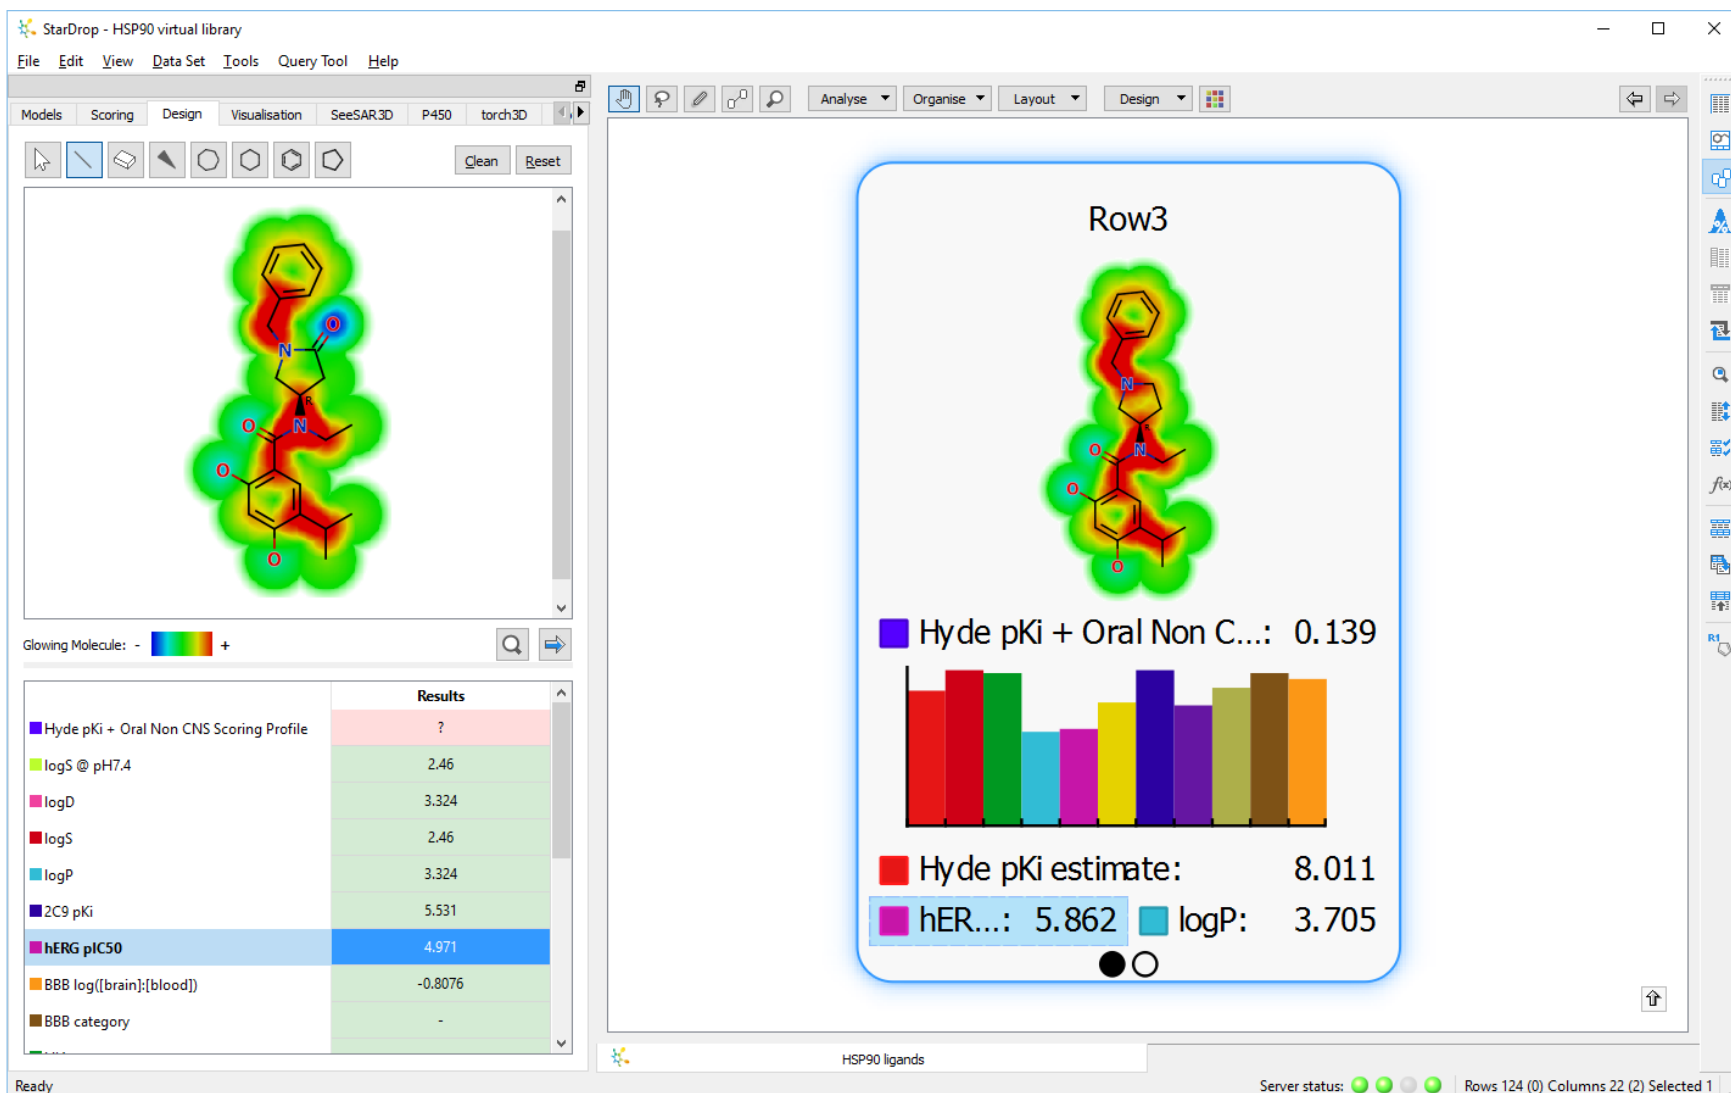 StarDrop - HSP90 virtual library
File Edit View Data Set Tools Query Tool Help
Models Scoring Design Visualisation SeeSAR3D P450 torch3D
Clean Reset
Analyse Organise Layout Design
O
N
R
O
N
O
O
Glowing Molecule: - +
Results
Hyde pKi + Oral Non CNS Scoring Profile ?
logS @ pH7.4 2.46
logD 3.324
logS 2.46
logP 3.324
2C9 pKi 5.531
hERG pIC50 4.971
BBB log([brain]:[blood]) -0.8076
BBB category -
Row3
N
R
O
N
O
O
Hyde pKi + Oral Non C...: 0.139
Hyde pKi estimate: 8.011
hER...: 5.862 logP: 3.705
HSP90 ligands
f(x)
R1
%
Ready
Server status: Rows 124 (0) Columns 22 (2) Selected 1